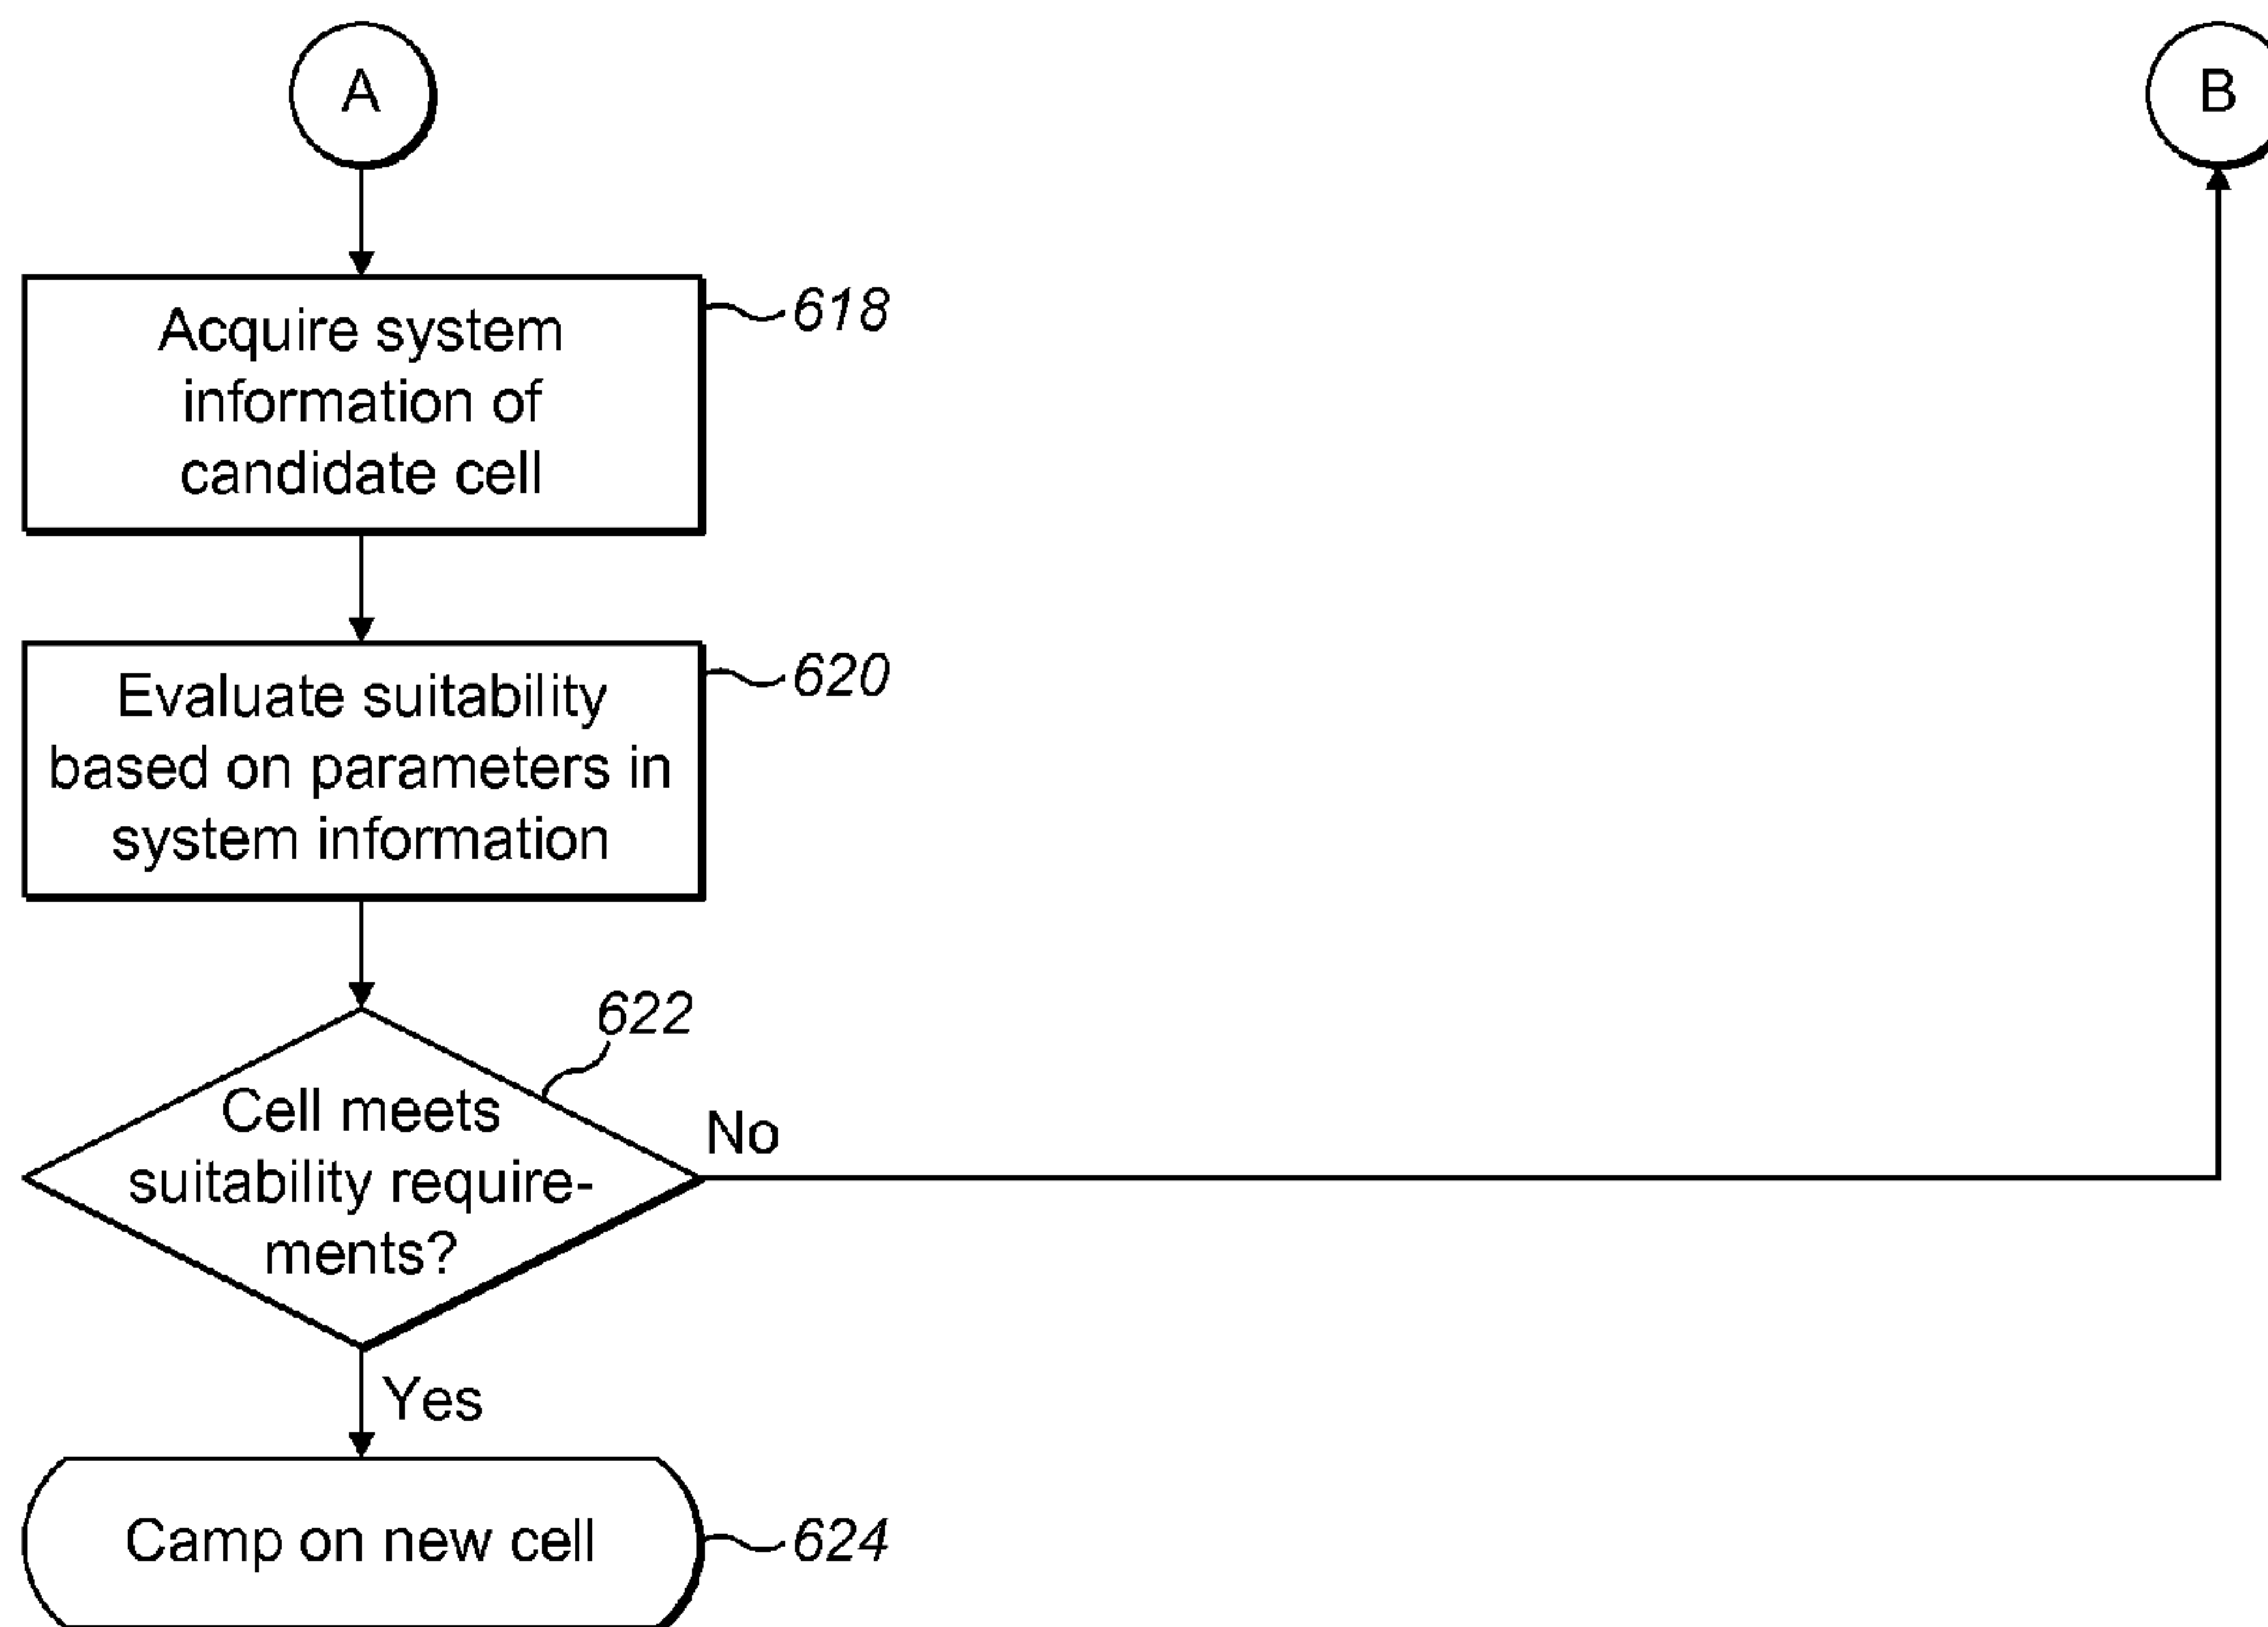 A
B
Acquire system
information of
candidate cell
618
Evaluate suitability
based on parameters in
system information
620
622
Cell meets
suitability require-
ments?
No
Yes
Camp on new cell
624